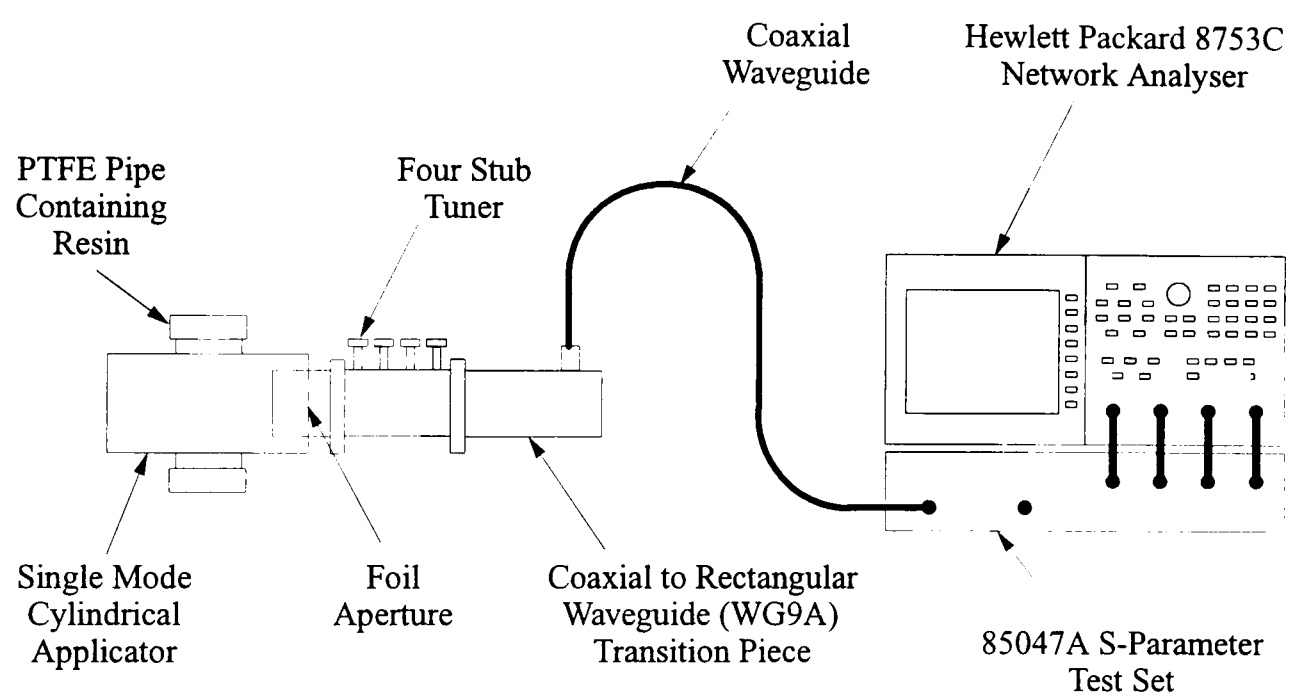 Coaxial
Waveguide
Hewlett Packard 8753C
Network Analyser
PTFE Pipe
Containing
Resin
Four Stub
Tuner
Single Mode
Cylindrical
Applicator
Foil
Aperture
Coaxial to Rectangular
Waveguide (WG9A)
Transition Piece
85047A S-Parameter
Test Set